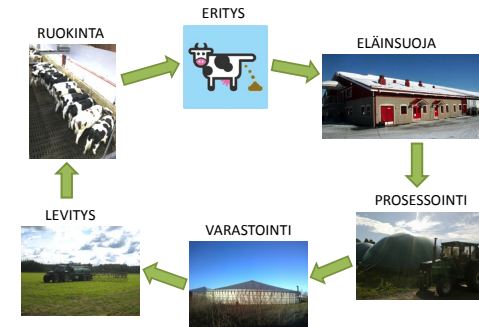 ERITYS
RUOKINTA
ELÄINSUOJA
PROSESSOINTI
LEVITYS
VARASTOINTI